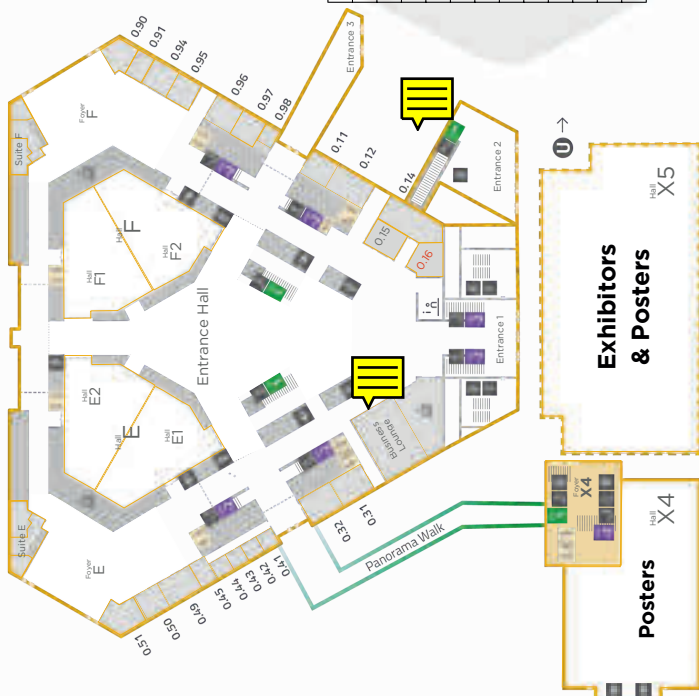 0.90
0.91
0.94
0.95
0.96
0.97
0.98
Entrance 3
Suite F
Foyer
F
Hall
F
Hall
F1
Hall
F2
0.11
0.12
0.14
0.15
0.16
Entrance 2
U →
Hall
X5
Exhibitors
& Posters
Entrance Hall
i
Entrance 1
Hall
E2
Hall
E
Hall
E1
Business
Lounge
Suite E
Foyer
E
0.32
0.31
Panorama Walk
0.51
0.50
0.49
0.45
0.44
0.43
0.42
0.41
Foyer
X4
Hall
X4
Posters